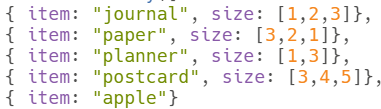 { item: "journal", size: [1,2,3]},
{ item: "paper", size: [3,2,1]},
{ item: "planner", size: [1,3]},
{ item: "postcard", size: [3,4,5]},
{ item: "apple"}